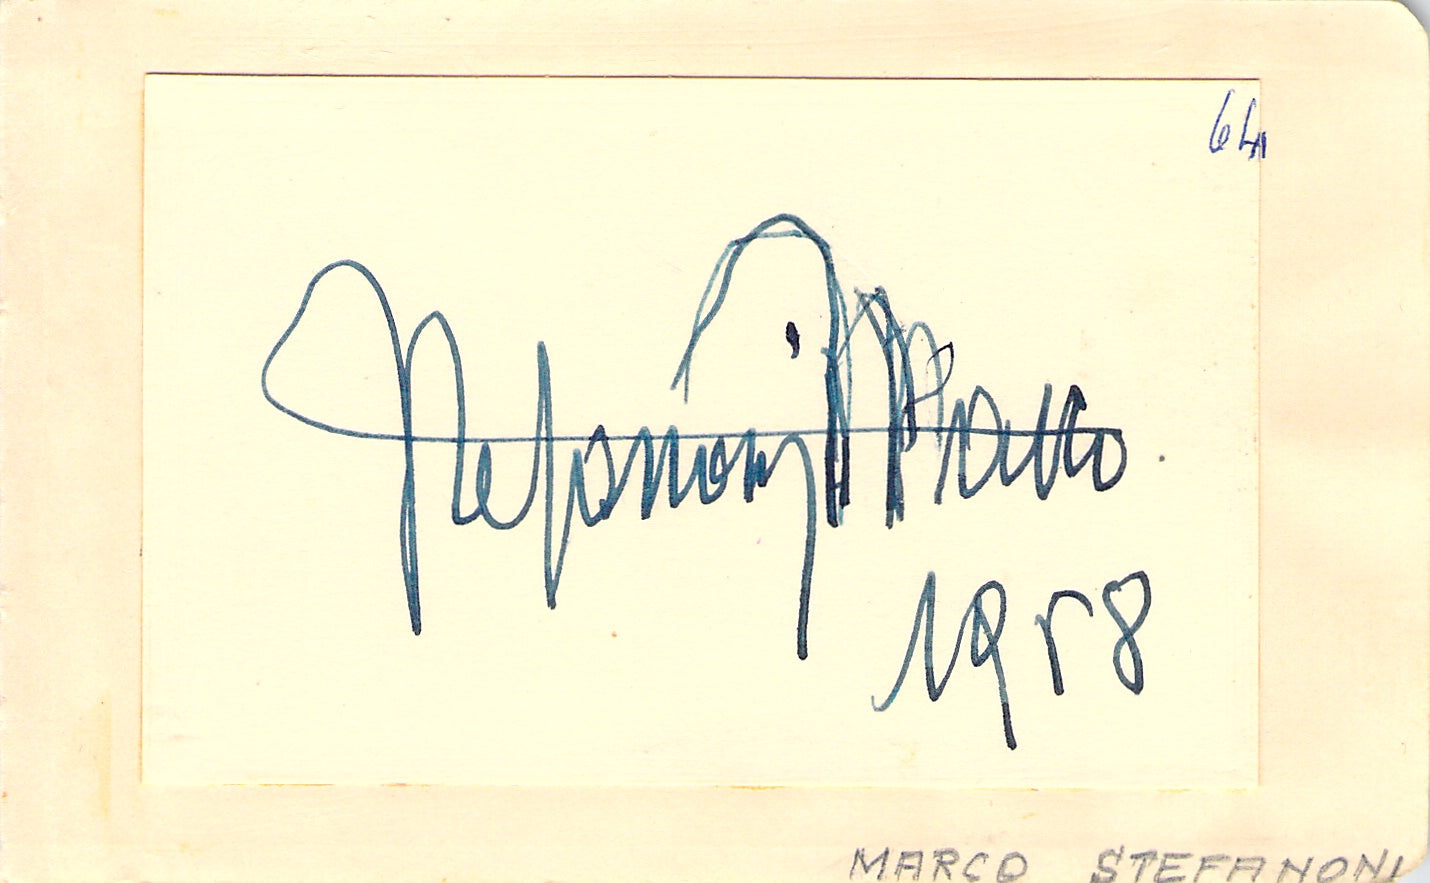 64
Stefanoni Marco.
1958
MARCO STEFANONI